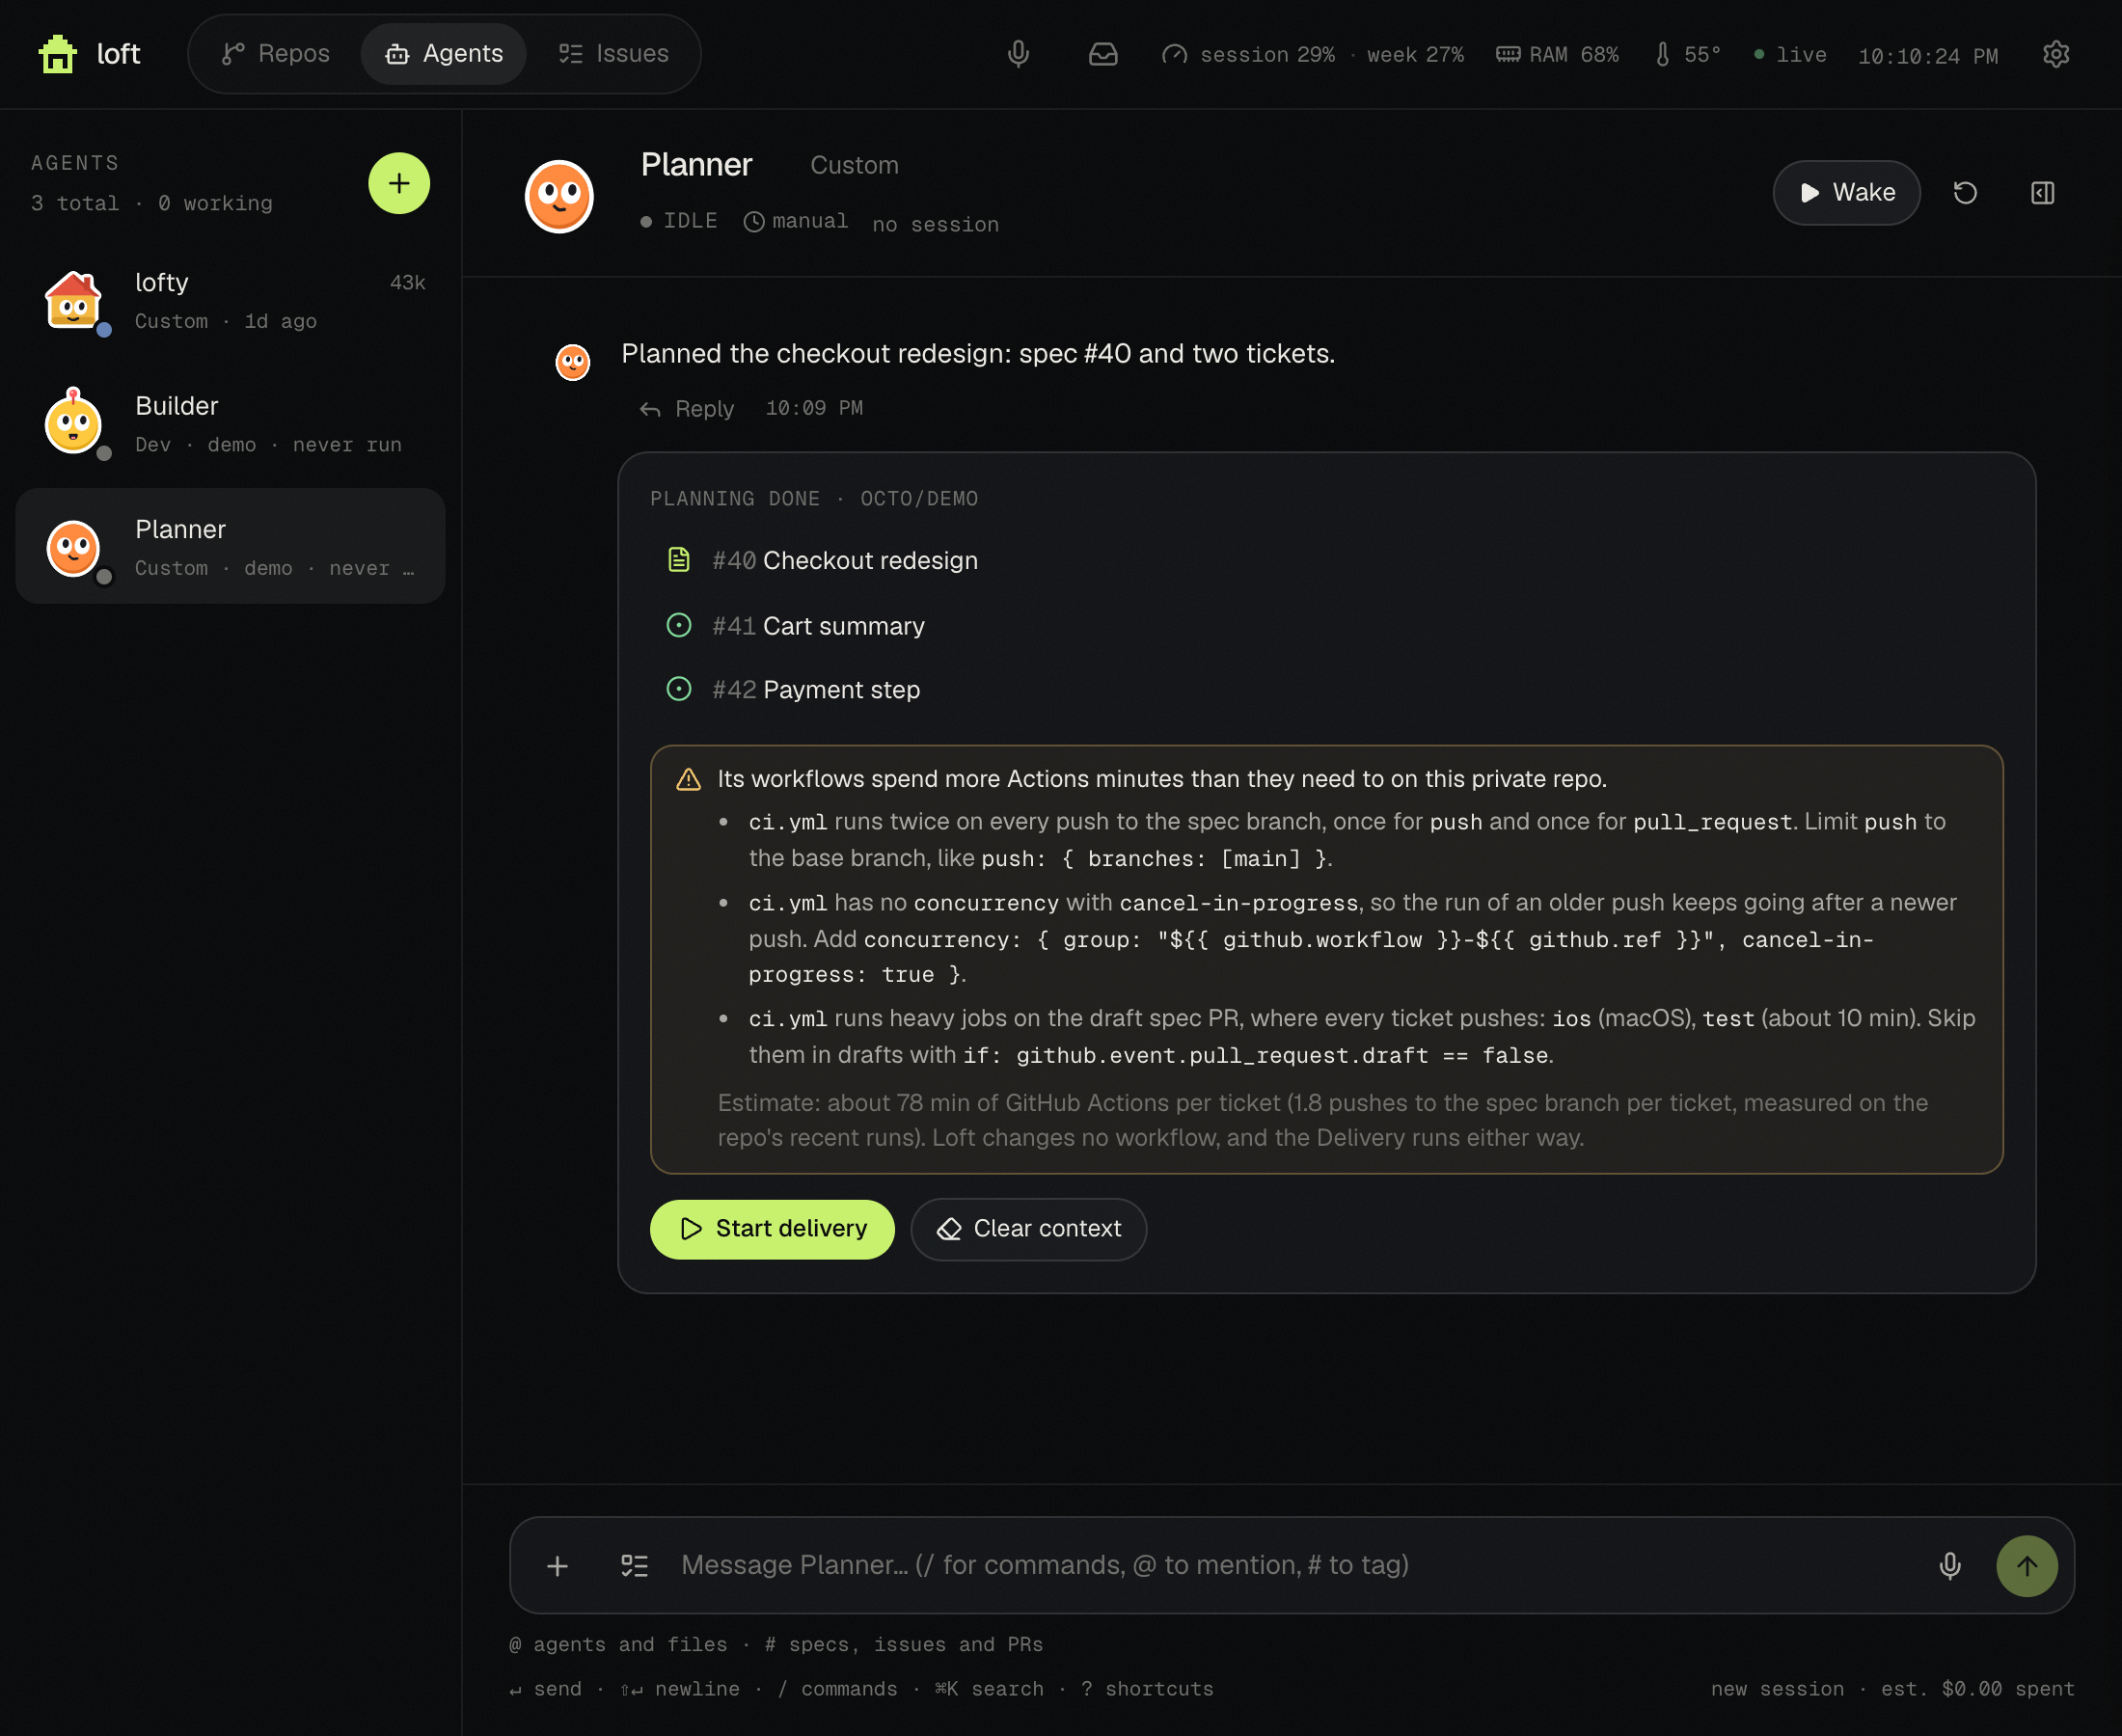 loft
Repos
Agents
Issues
session 29% · week 27%
RAM 68%
55°
live
10:10:24 PM
AGENTS
3 total · 0 working
lofty
43k
Custom · 1d ago
Builder
Dev · demo · never run
Planner
Custom · demo · never …
Planner
Custom
Wake
IDLE
manual
no session
Planned the checkout redesign: spec #40 and two tickets.
Reply
10:09 PM
PLANNING DONE · OCTO/DEMO
#40 Checkout redesign
#41 Cart summary
#42 Payment step
Its workflows spend more Actions minutes than they need to on this private repo.
• ci.yml runs twice on every push to the spec branch, once for push and once for pull_request. Limit push to
the base branch, like push: { branches: [main] }.
• ci.yml has no concurrency with cancel-in-progress, so the run of an older push keeps going after a newer
push. Add concurrency: { group: "${{ github.workflow }}-${{ github.ref }}", cancel-in-
progress: true }.
• ci.yml runs heavy jobs on the draft spec PR, where every ticket pushes: ios (macOS), test (about 10 min). Skip
them in drafts with if: github.event.pull_request.draft == false.
Estimate: about 78 min of GitHub Actions per ticket (1.8 pushes to the spec branch per ticket, measured on the
repo's recent runs). Loft changes no workflow, and the Delivery runs either way.
Start delivery
Clear context
Message Planner... (/ for commands, @ to mention, # to tag)
@ agents and files · # specs, issues and PRs
↵ send · ⇧↵ newline · / commands · ⌘K search · ? shortcuts
new session · est. $0.00 spent